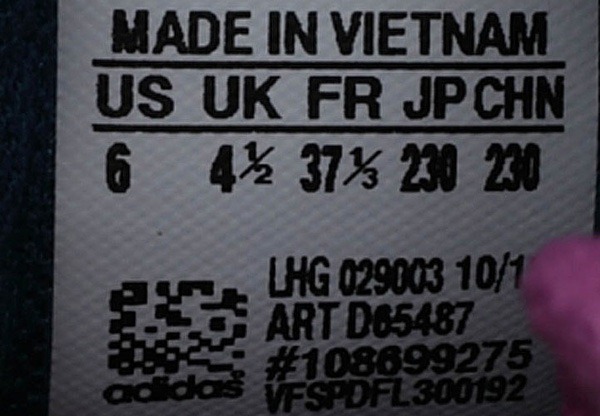 MADE IN VIETNAM
US UK FR JP CHN
6 4½ 37⅓ 230 230
LHG 029003 10/1
ART D65487
#108699275
adidas VFSPDFL300192